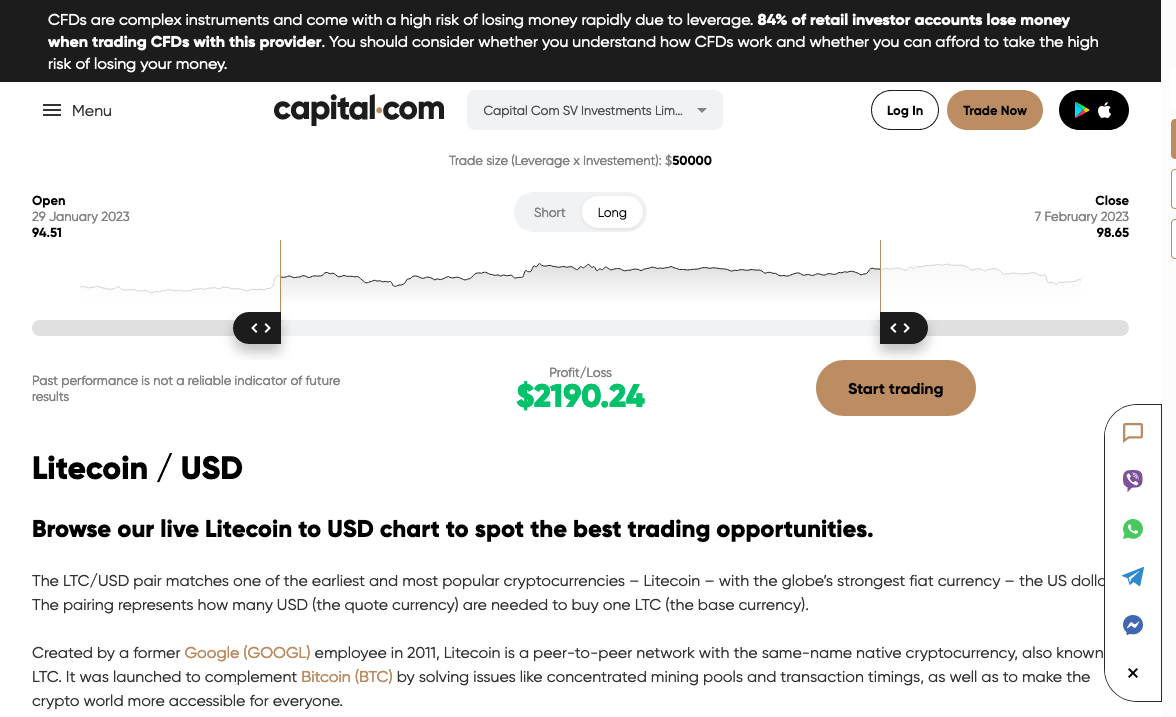 CFDs are complex instruments and come with a high risk of losing money rapidly due to leverage. 84% of retail investor accounts lose money
when trading CFDs with this provider. You should consider whether you understand how CFDs work and whether you can afford to take the high
risk of losing your money.
Menu
capital.com
Capital Com SV Investments Lim...
Log In
Trade Now
Trade size (Leverage x Investement): $50000
Open
29 January 2023
94.51
Short
Long
Close
7 February 2023
98.65
Past performance is not a reliable indicator of future
results
Profit/Loss
$2190.24
Start trading
Litecoin / USD
Browse our live Litecoin to USD chart to spot the best trading opportunities.
The LTC/USD pair matches one of the earliest and most popular cryptocurrencies – Litecoin – with the globe's strongest fiat currency – the US
The pairing represents how many USD (the quote currency) are needed to buy one LTC (the base currency).
Created by a former Google (GOOGL) employee in 2011, Litecoin is a peer-to-peer network with the same-name native cryptocurrency, also known
LTC. It was launched to complement Bitcoin (BTC) by solving issues like concentrated mining pools and transaction timings, as well as to make the
crypto world more accessible for everyone.